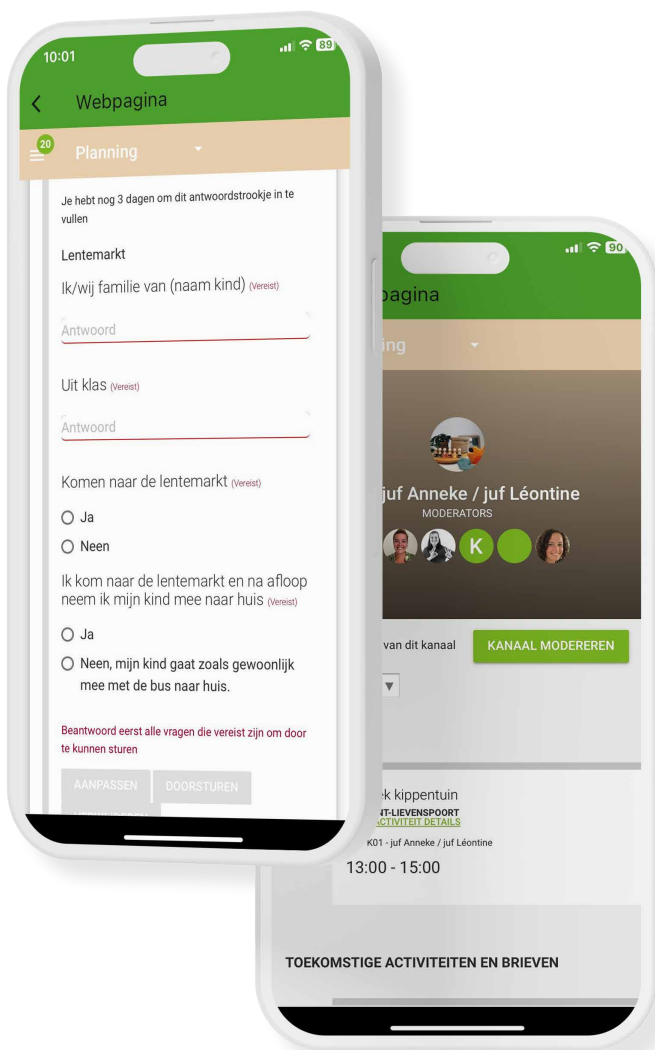 10:01
89
Webpagina
20
Planning
Je hebt nog 3 dagen om dit antwoordstrookje in te
vullen
Lentemarkt
Ik/wij familie van (naam kind) (Vereist)
Antwoord
Uit klas (Vereist)
Antwoord
Komen naar de lentemarkt (Vereist)
Ja
Neen
Ik kom naar de lentemarkt en na afloop
neem ik mijn kind mee naar huis (Vereist)
Ja
Neen, mijn kind gaat zoals gewoonlijk
mee met de bus naar huis.
Beantwoord eerst alle vragen die vereist zijn om door
te kunnen sturen
AANPASSEN DOORSTUREN
90
pagina
ing
juf Anneke / juf Léontine
MODERATORS
K
van dit kanaal KANAAL MODEREREN
ek kippentuin
NT-LIEVENSPOORT
ACTIVITEIT DETAILS
K01 - juf Anneke / juf Léontine
13:00 - 15:00
TOEKOMSTIGE ACTIVITEITEN EN BRIEVEN